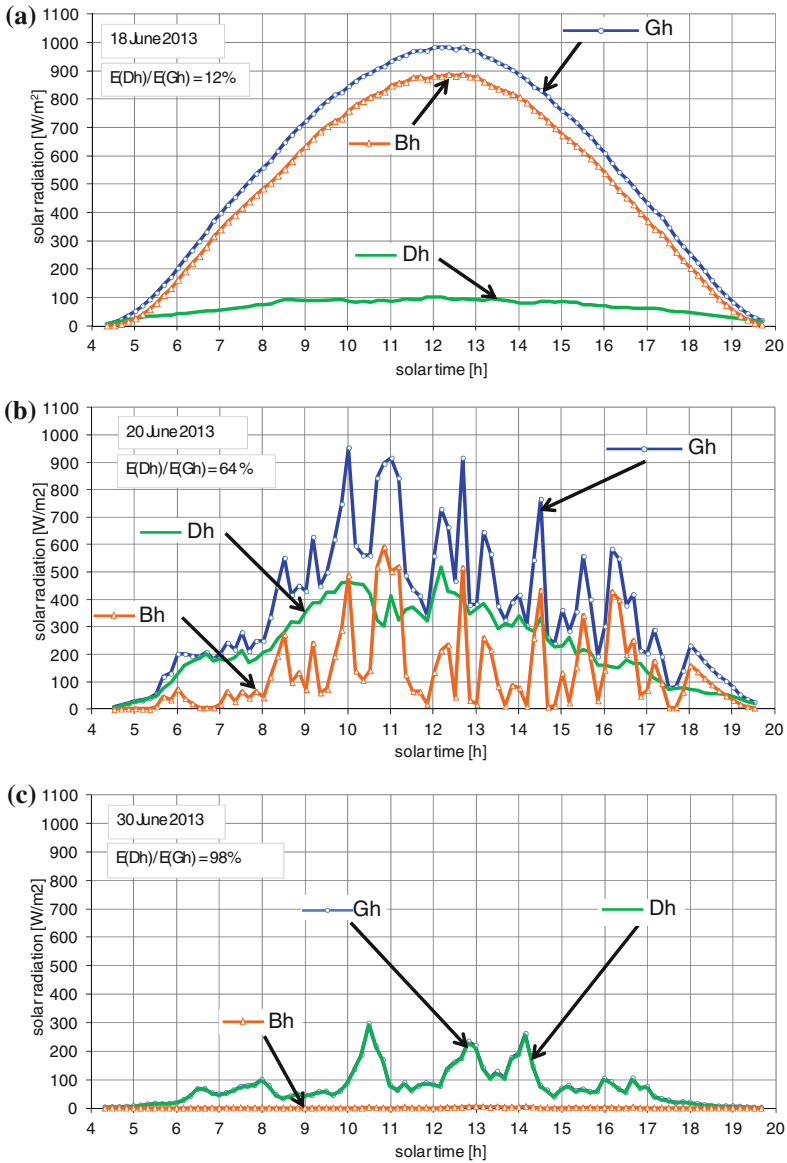 (a)
18 June 2013
E(Dh)/E(Gh) = 12%
Gh
Bh
Dh
solar radiation [W/m²]
1100
1000
900
800
700
600
500
400
300
200
100
0
4 5 6 7 8 9 10 11 12 13 14 15 16 17 18 19 20
solar time [h]
(b)
20 June 2013
E(Dh)/E(Gh) = 64 %
Gh
Dh
Bh
solar radiation [W/m2]
1100
1000
900
800
700
600
500
400
300
200
100
0
4 5 6 7 8 9 10 11 12 13 14 15 16 17 18 19 20
solar time [h]
(c)
30 June 2013
E(Dh)/E(Gh) = 98%
Gh
Dh
Bh
solar radiation [W/m2]
1100
1000
900
800
700
600
500
400
300
200
100
0
4 5 6 7 8 9 10 11 12 13 14 15 16 17 18 19 20
solar time [h]